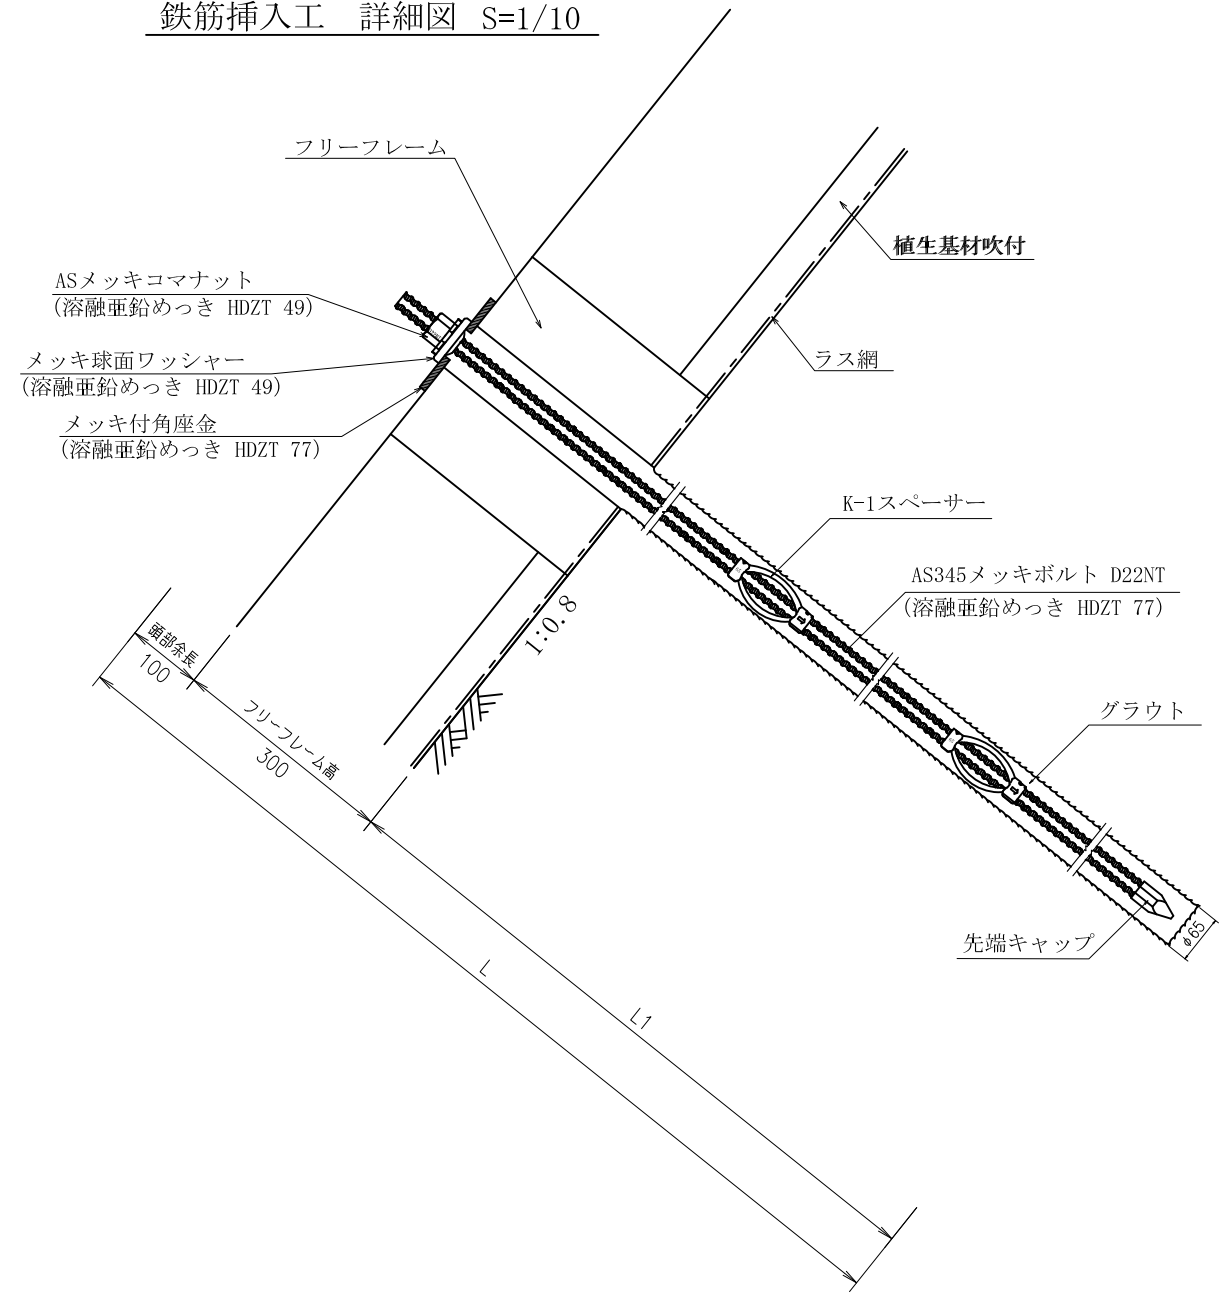 鉄筋挿入工　詳細図 S=1/10
フリーフレーム
植生基材吹付
ASメッキコマナット
(溶融亜鉛めっき HDZT 49)
ラス網
メッキ球面ワッシャー
(溶融亜鉛めっき HDZT 49)
メッキ付角座金
(溶融亜鉛めっき HDZT 77)
K-1スペーサー
AS345メッキボルト D22NT
(溶融亜鉛めっき HDZT 77)
1:0.8
頭部余長
100
フリーフレーム高
300
グラウト
先端キャップ
φ65
L
L1